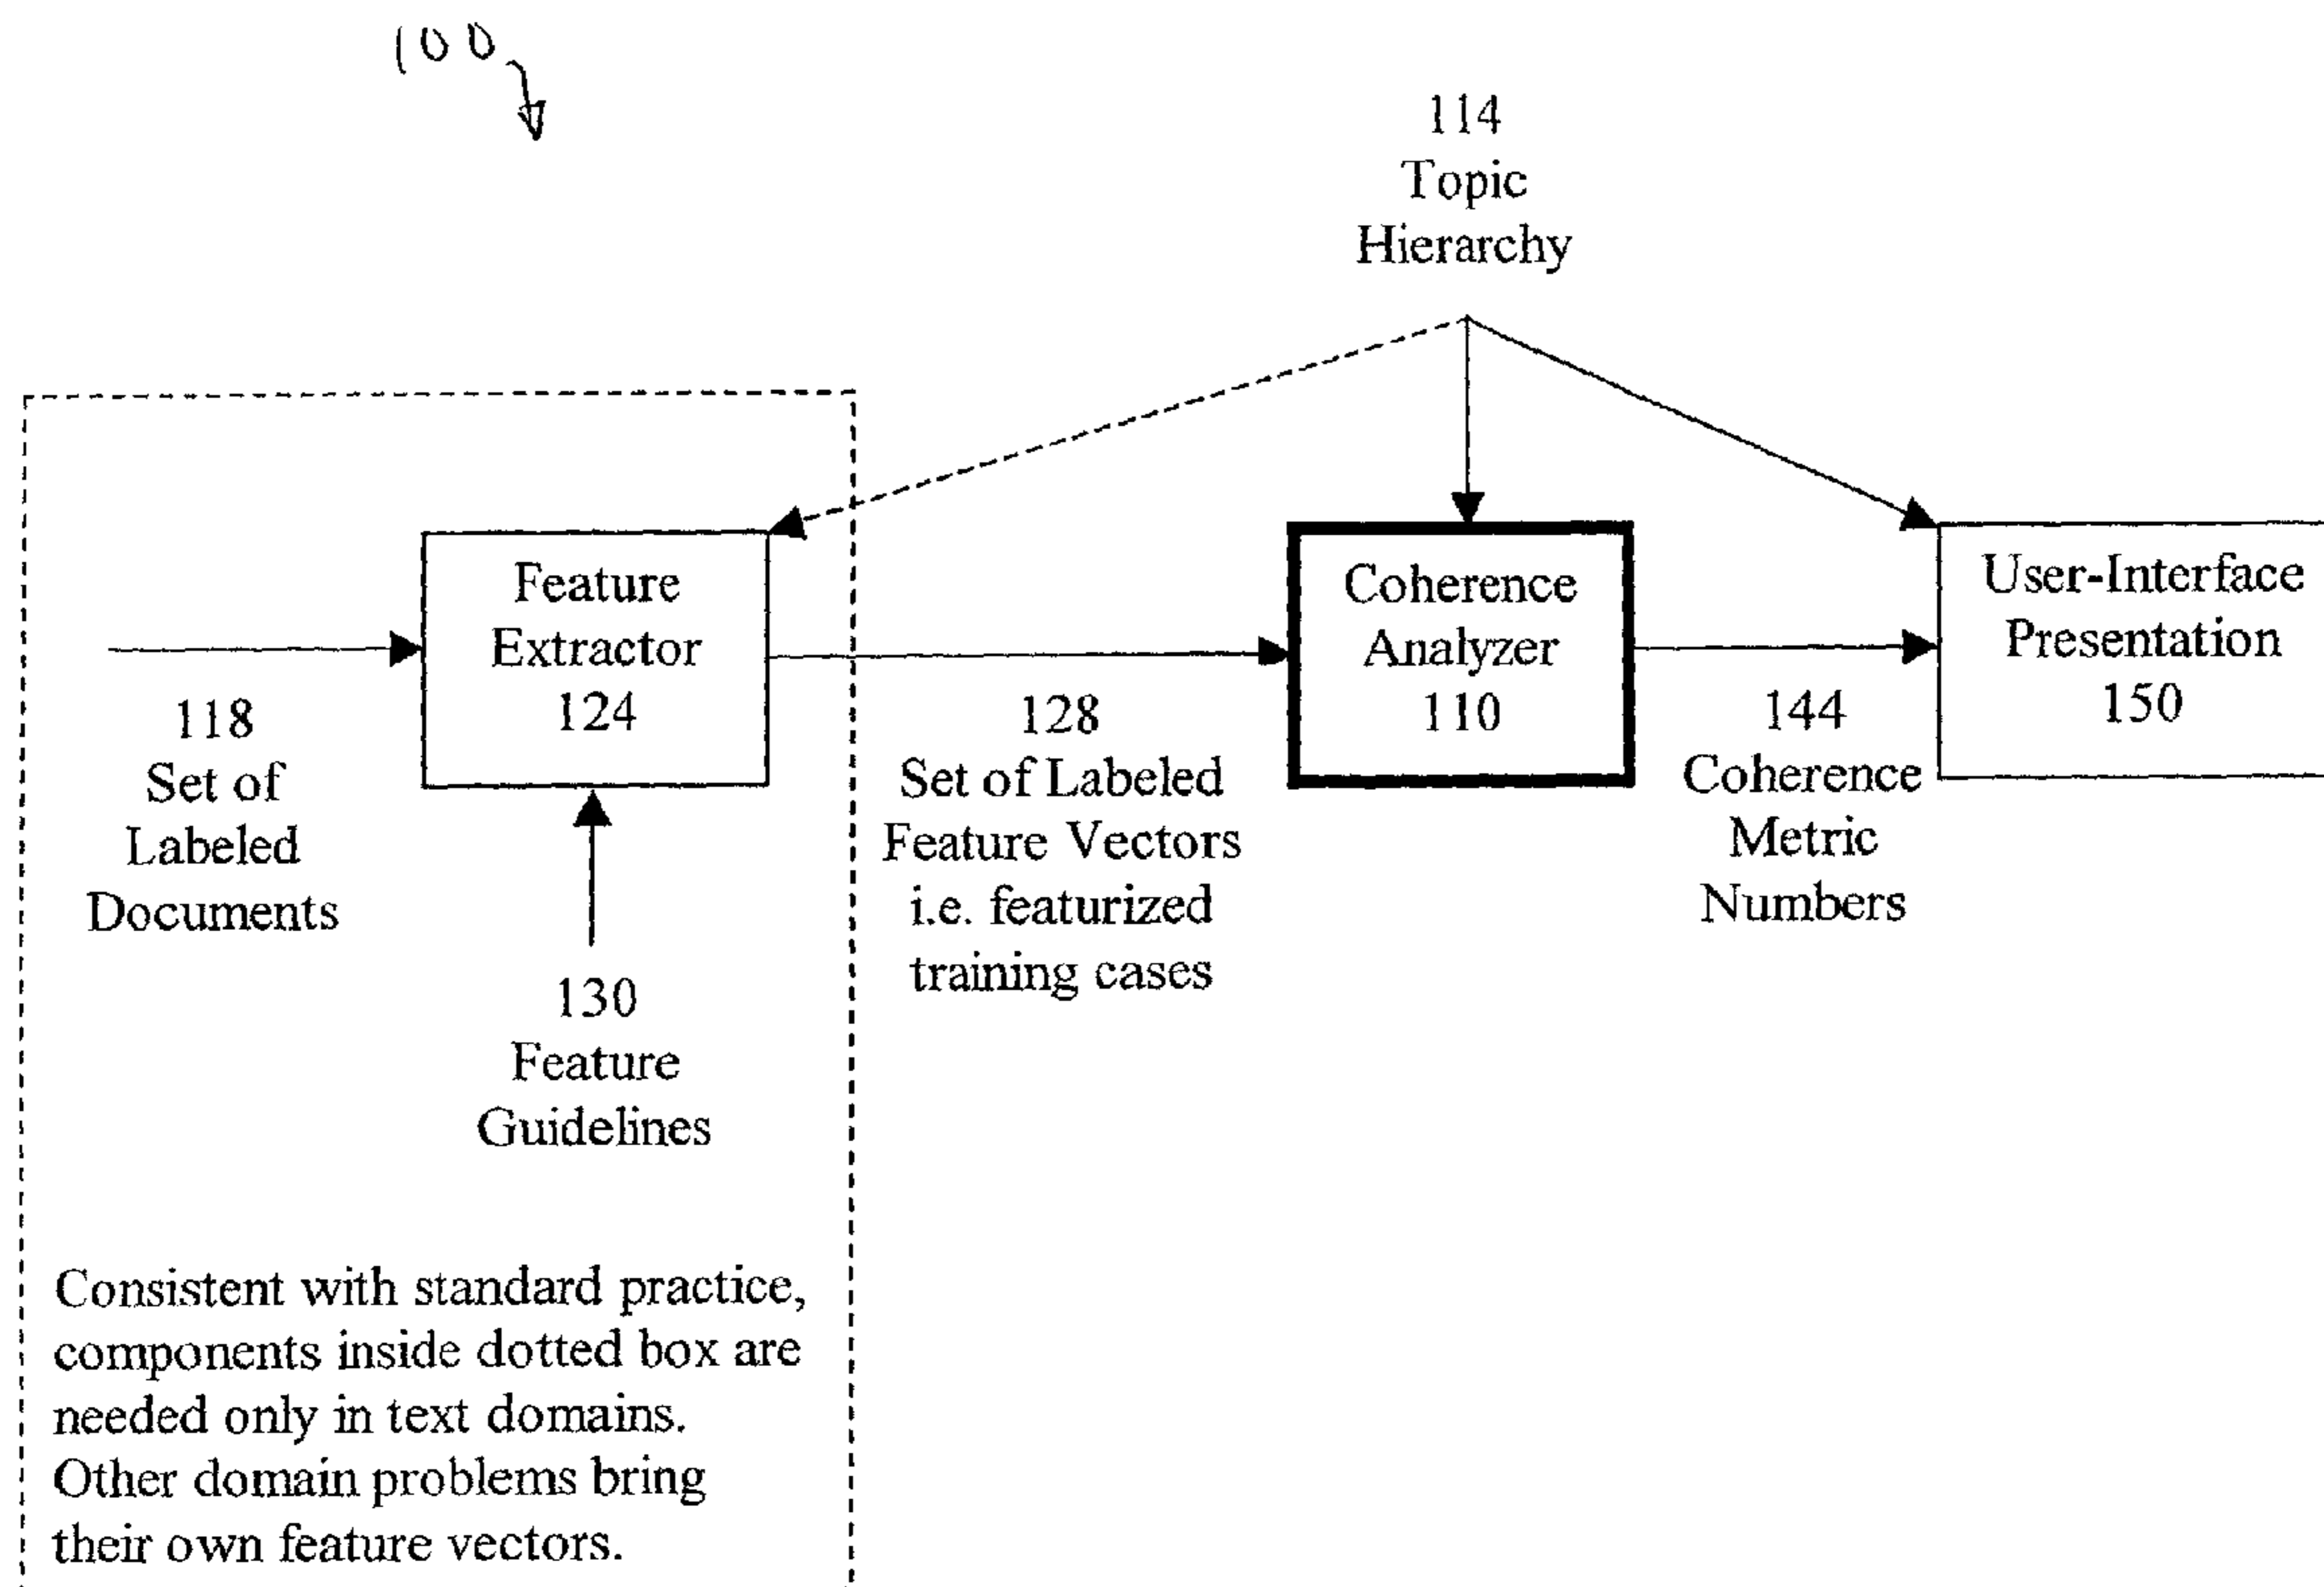 100
114
Topic
Hierarchy
Feature
Extractor
124
Coherence
Analyzer
110
User-Interface
Presentation
150
118
Set of
Labeled
Documents
128
Set of Labeled
Feature Vectors
i.e. featurized
training cases
144
Coherence
Metric
Numbers
130
Feature
Guidelines
Consistent with standard practice,
components inside dotted box are
needed only in text domains.
Other domain problems bring
their own feature vectors.